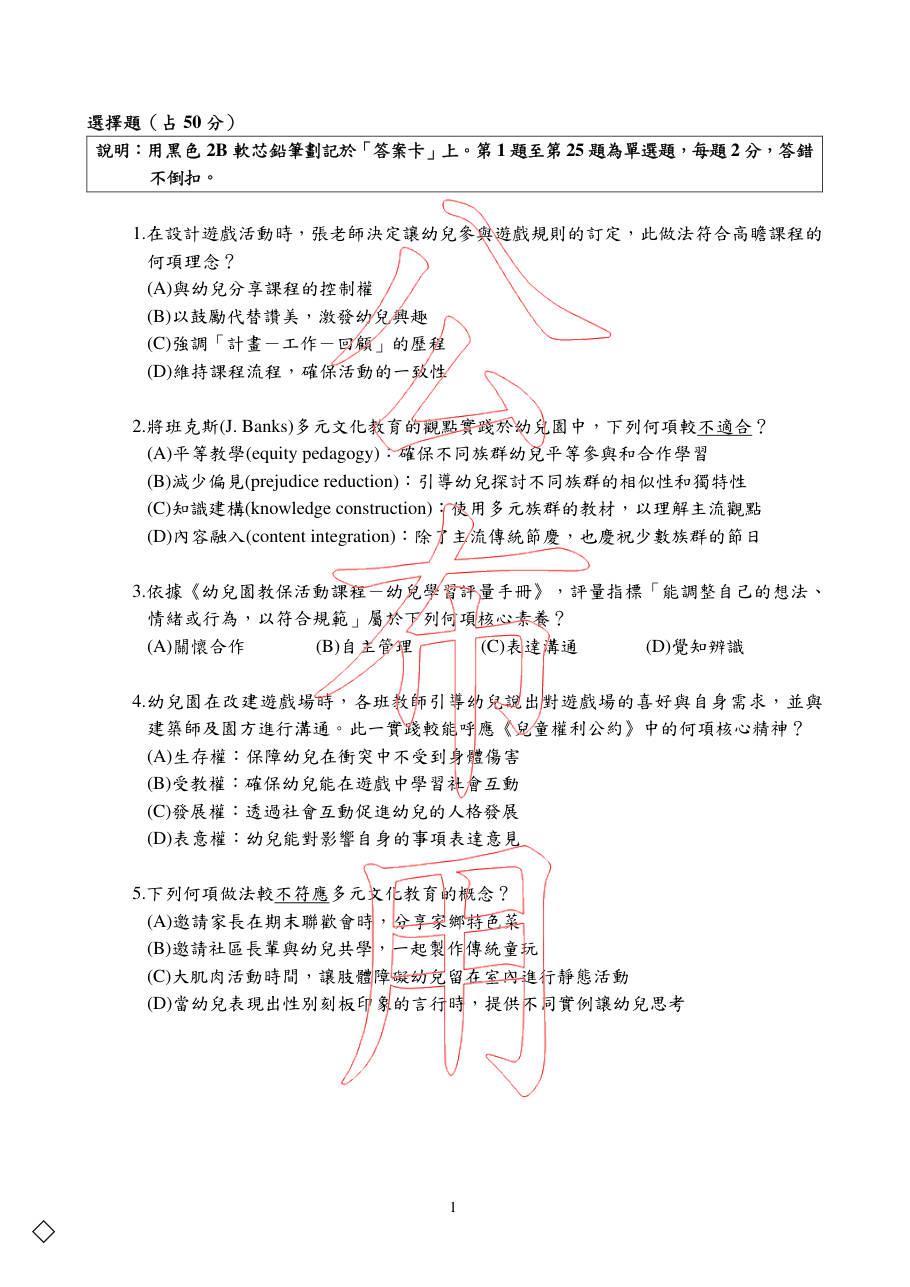 選擇題（占 50 分）
說明：用黑色 2B 軟芯鉛筆劃記於「答案卡」上。第 1 題至第 25 題為單選題，每題 2 分，答錯
不倒扣。
1.在設計遊戲活動時，張老師決定讓幼兒參與遊戲規則的訂定，此做法符合高瞻課程的
何項理念？
(A)與幼兒分享課程的控制權
(B)以鼓勵代替讚美，激發幼兒興趣
(C)強調「計畫－工作－回顧」的歷程
(D)維持課程流程，確保活動的一致性
2.將班克斯(J. Banks)多元文化教育的觀點實踐於幼兒園中，下列何項較不適合？
(A)平等教學(equity pedagogy)：確保不同族群幼兒平等參與和合作學習
(B)減少偏見(prejudice reduction)：引導幼兒探討不同族群的相似性和獨特性
(C)知識建構(knowledge construction)：使用多元族群的教材，以理解主流觀點
(D)內容融入(content integration)：除了主流傳統節慶，也慶祝少數族群的節日
3.依據《幼兒園教保活動課程－幼兒學習評量手冊》，評量指標「能調整自己的想法、
情緒或行為，以符合規範」屬於下列何項核心素養？
(A)關懷合作 (B)自主管理 (C)表達溝通 (D)覺知辨識
4.幼兒園在改建遊戲場時，各班教師引導幼兒說出對遊戲場的喜好與自身需求，並與
建築師及園方進行溝通。此一實踐較能呼應《兒童權利公約》中的何項核心精神？
(A)生存權：保障幼兒在衝突中不受到身體傷害
(B)受教權：確保幼兒能在遊戲中學習社會互動
(C)發展權：透過社會互動促進幼兒的人格發展
(D)表意權：幼兒能對影響自身的事項表達意見
5.下列何項做法較不符應多元文化教育的概念？
(A)邀請家長在期末聯歡會時，分享家鄉特色菜
(B)邀請社區長輩與幼兒共學，一起製作傳統童玩
(C)大肌肉活動時間，讓肢體障礙幼兒留在室內進行靜態活動
(D)當幼兒表現出性別刻板印象的言行時，提供不同實例讓幼兒思考
公布用
1